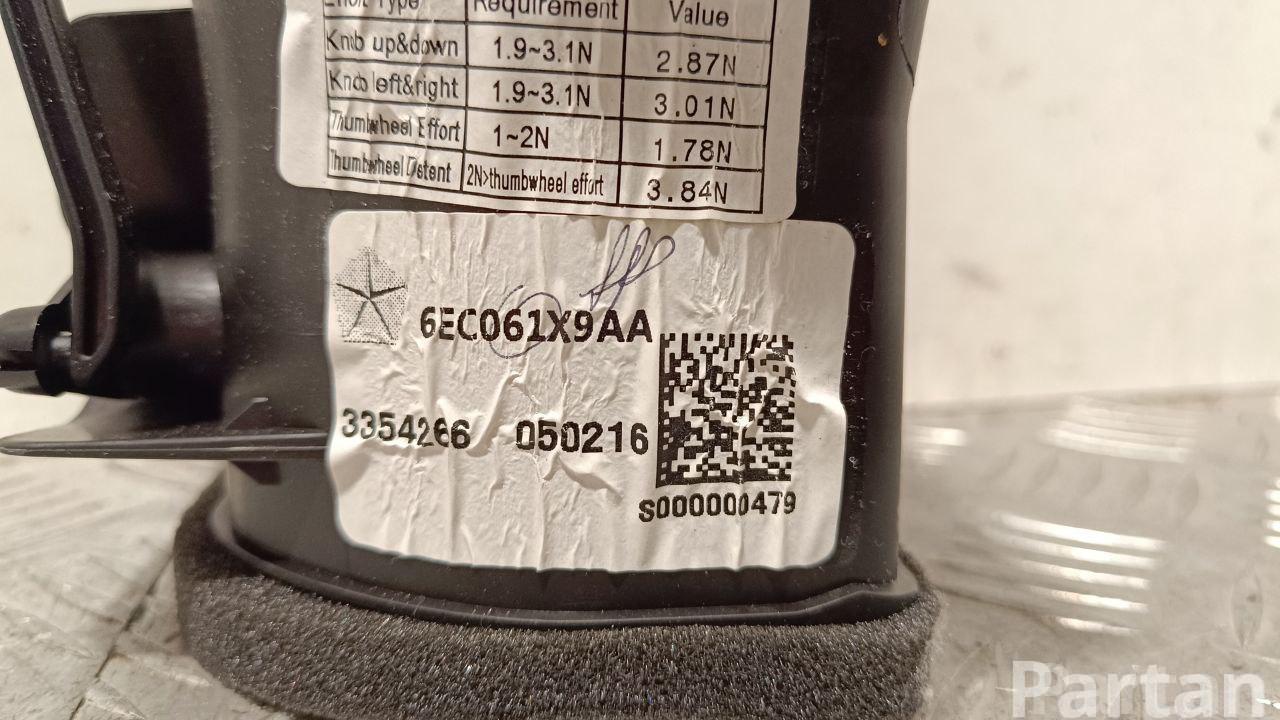 Effort Type Requirement Value
Knob up&down 1.9~3.1N 2.87N
Knob left&right 1.9~3.1N 3.01N
Thumbwheel Effort 1~2N 1.78N
Thumbwheel Detent 2N>thumbwheel effort 3.84N
6EC061X9AA
3354266 050216
S000000479
Partan.